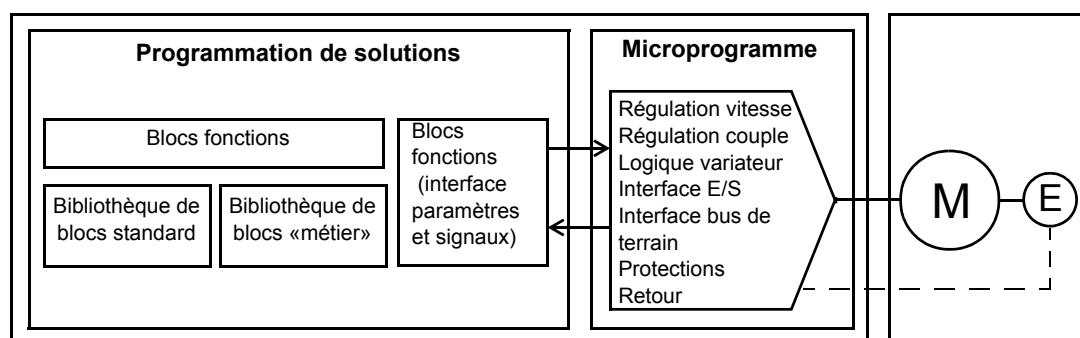 Programmation de solutions
Blocs fonctions
Bibliothèque de
blocs standard
Bibliothèque de
blocs «métier»
Blocs
fonctions
(interface
paramètres
et signaux)
Microprogramme
Régulation vitesse
Régulation couple
Logique variateur
Interface E/S
Interface bus de
terrain
Protections
Retour
M
E